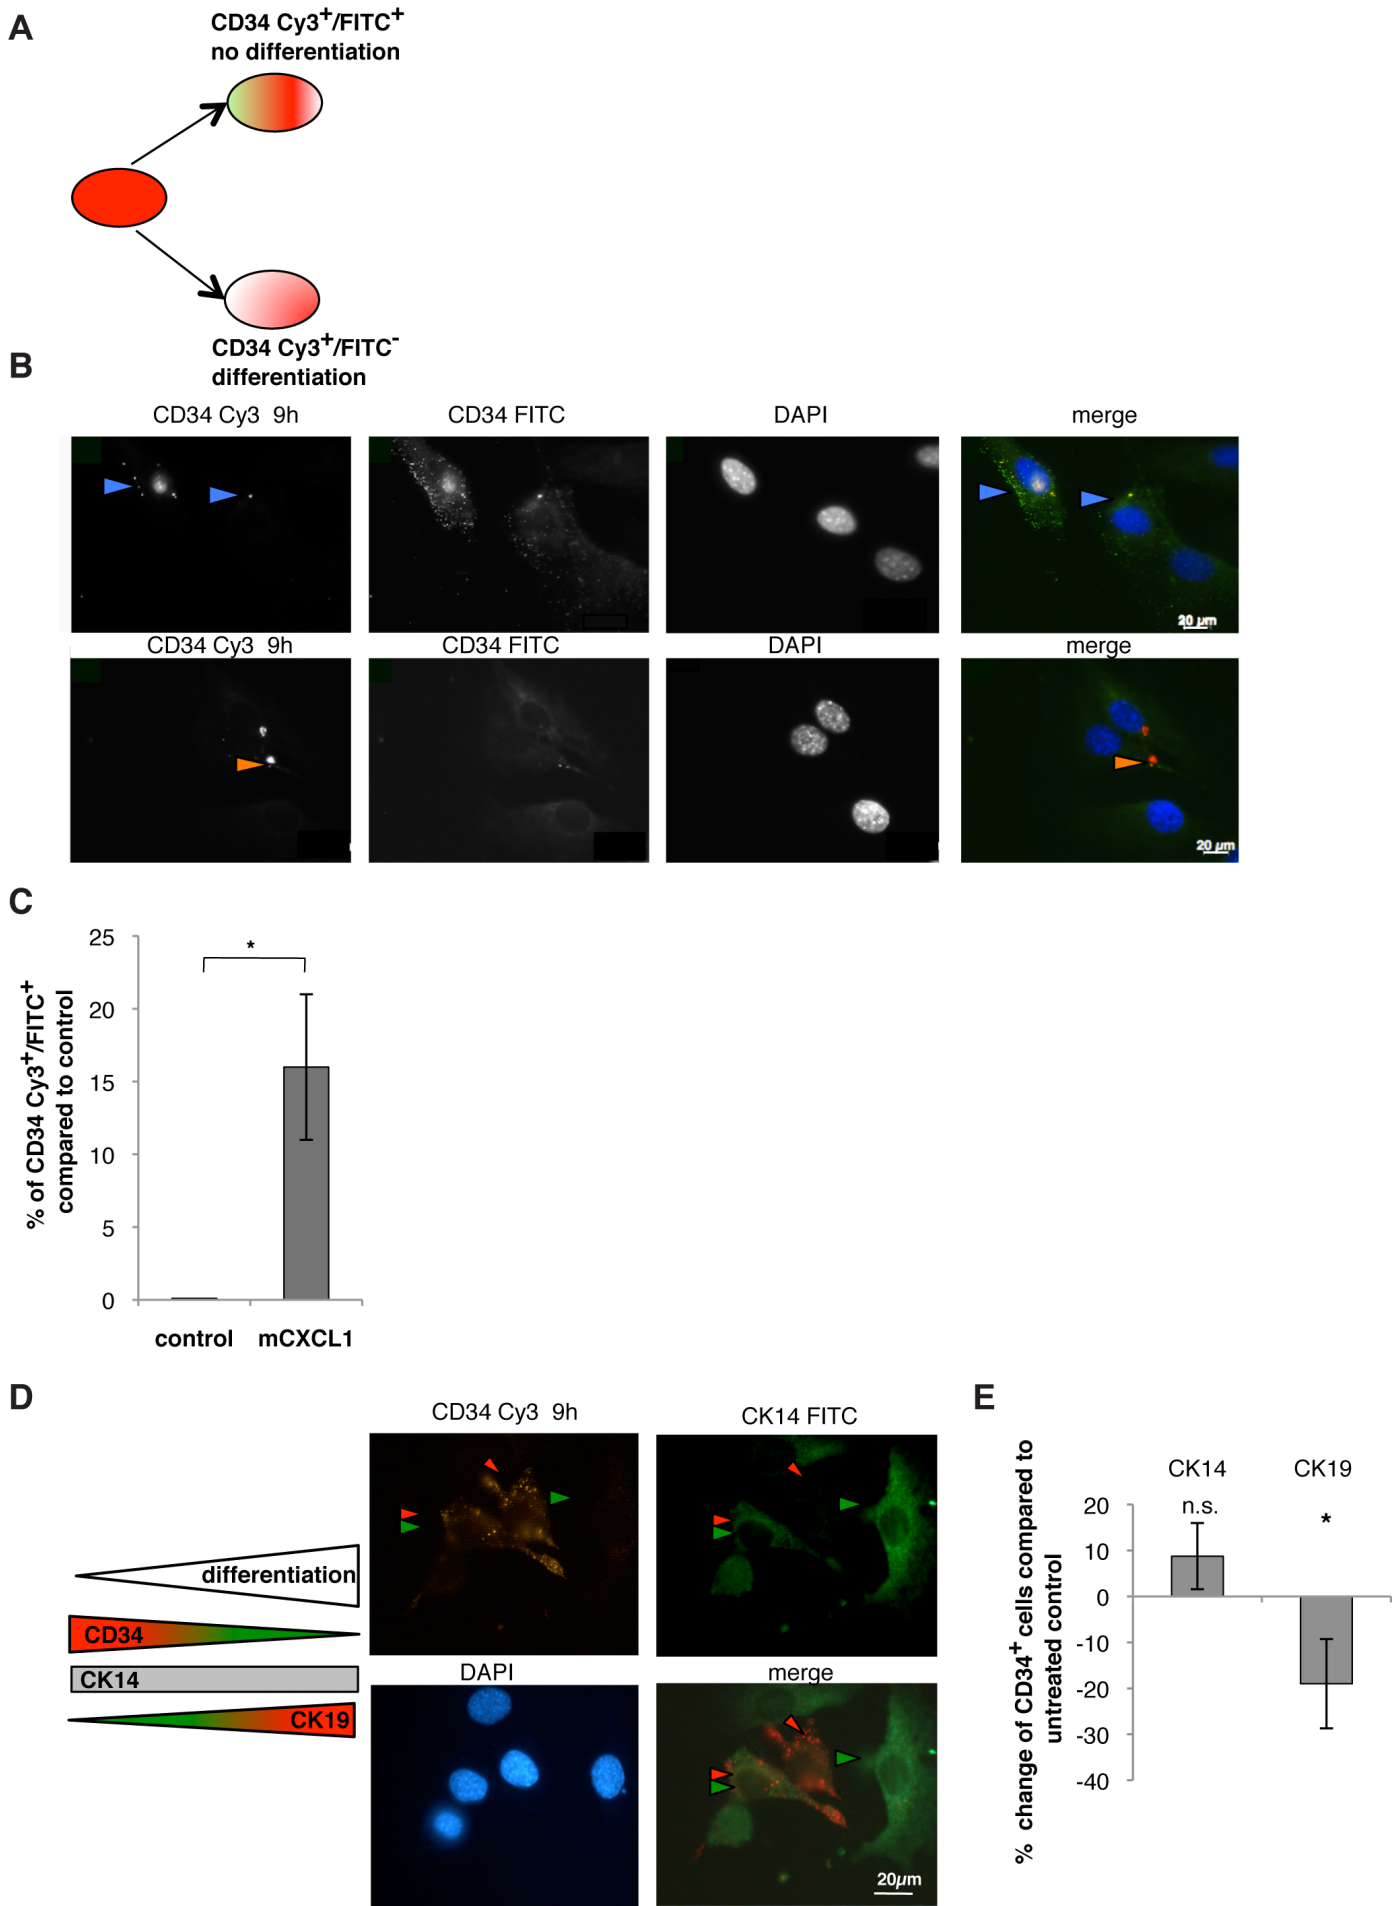 A
CD34 Cy3+/FITC+
no differentiation
CD34 Cy3+/FITC-
differentiation
B
CD34 Cy3 9h
CD34 FITC
DAPI
merge
20 µm
CD34 Cy3 9h
CD34 FITC
DAPI
merge
20 µm
C
% of CD34 Cy3+/FITC+
compared to control
25
20
15
10
5
0
*
control
mCXCL1
D
differentiation
CD34
CK14
CK19
CD34 Cy3 9h
CK14 FITC
DAPI
merge
20µm
E
% change of CD34+ cells compared to
untreated control
CK14
CK19
n.s.
*
20
10
0
-10
-20
-30
-40